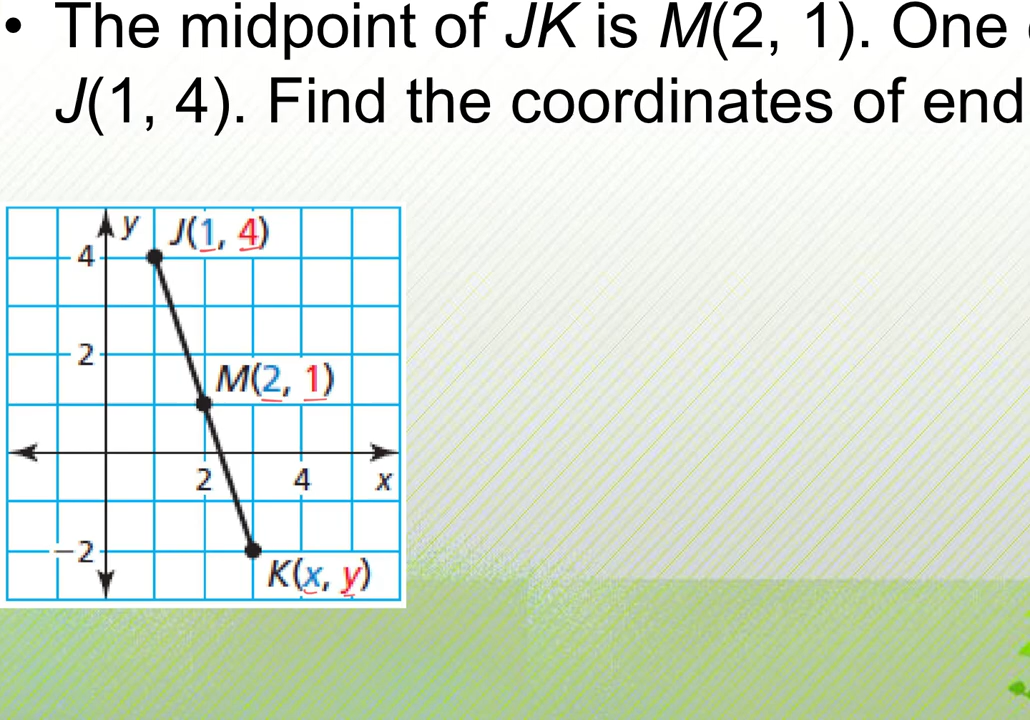 • The midpoint of JK is M(2, 1). One
J(1, 4). Find the coordinates of end
y
J(1, 4)
4
2
M(2, 1)
2
4
x
−2
K(x, y)